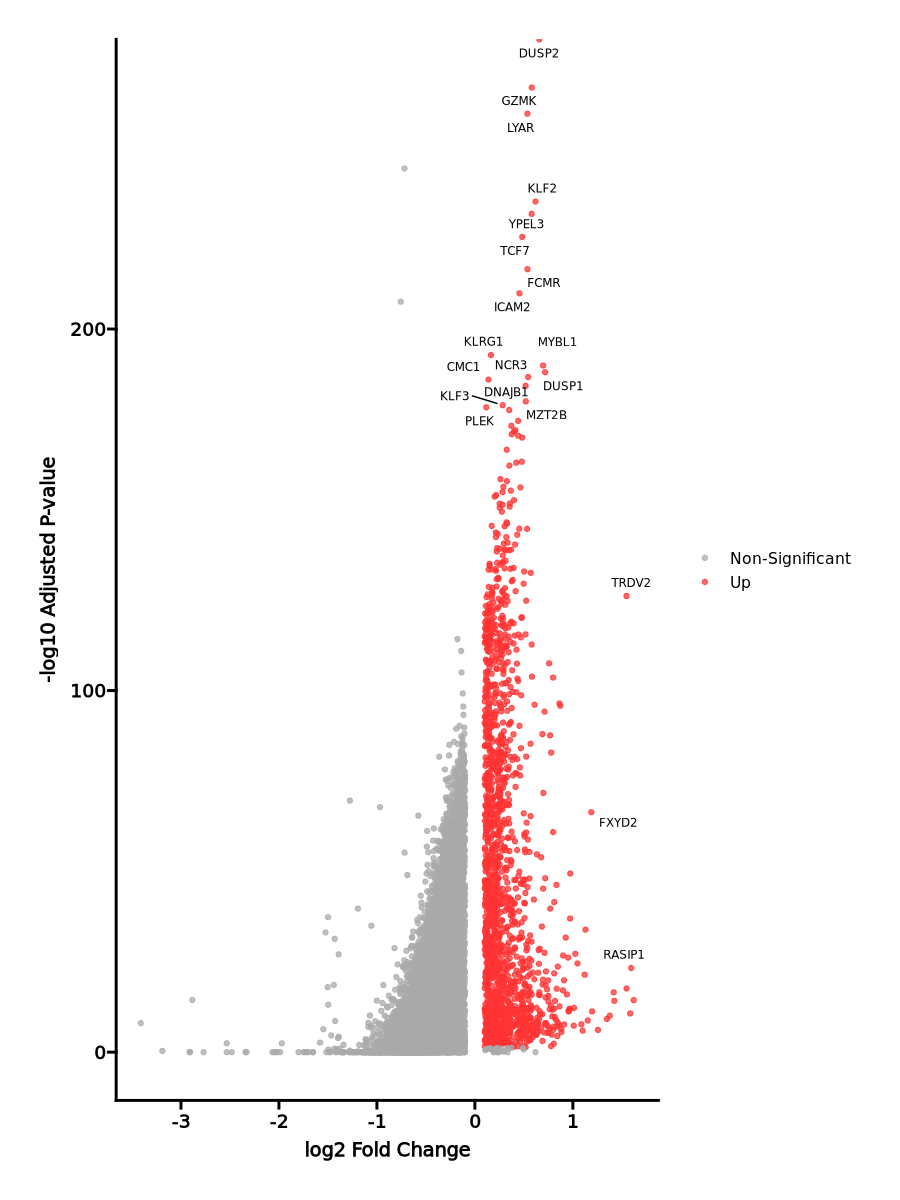 DUSP2
GZMK
LYAR
KLF2
YPEL3
TCF7
FCMR
ICAM2
200
KLRG1
MYBL1
CMC1
NCR3
DUSP1
KLF3
DNAJB1
PLEK
MZT2B
-log10 Adjusted P-value
Non-Significant
Up
TRDV2
100
FXYD2
RASIP1
0
-3
-2
-1
0
1
log2 Fold Change